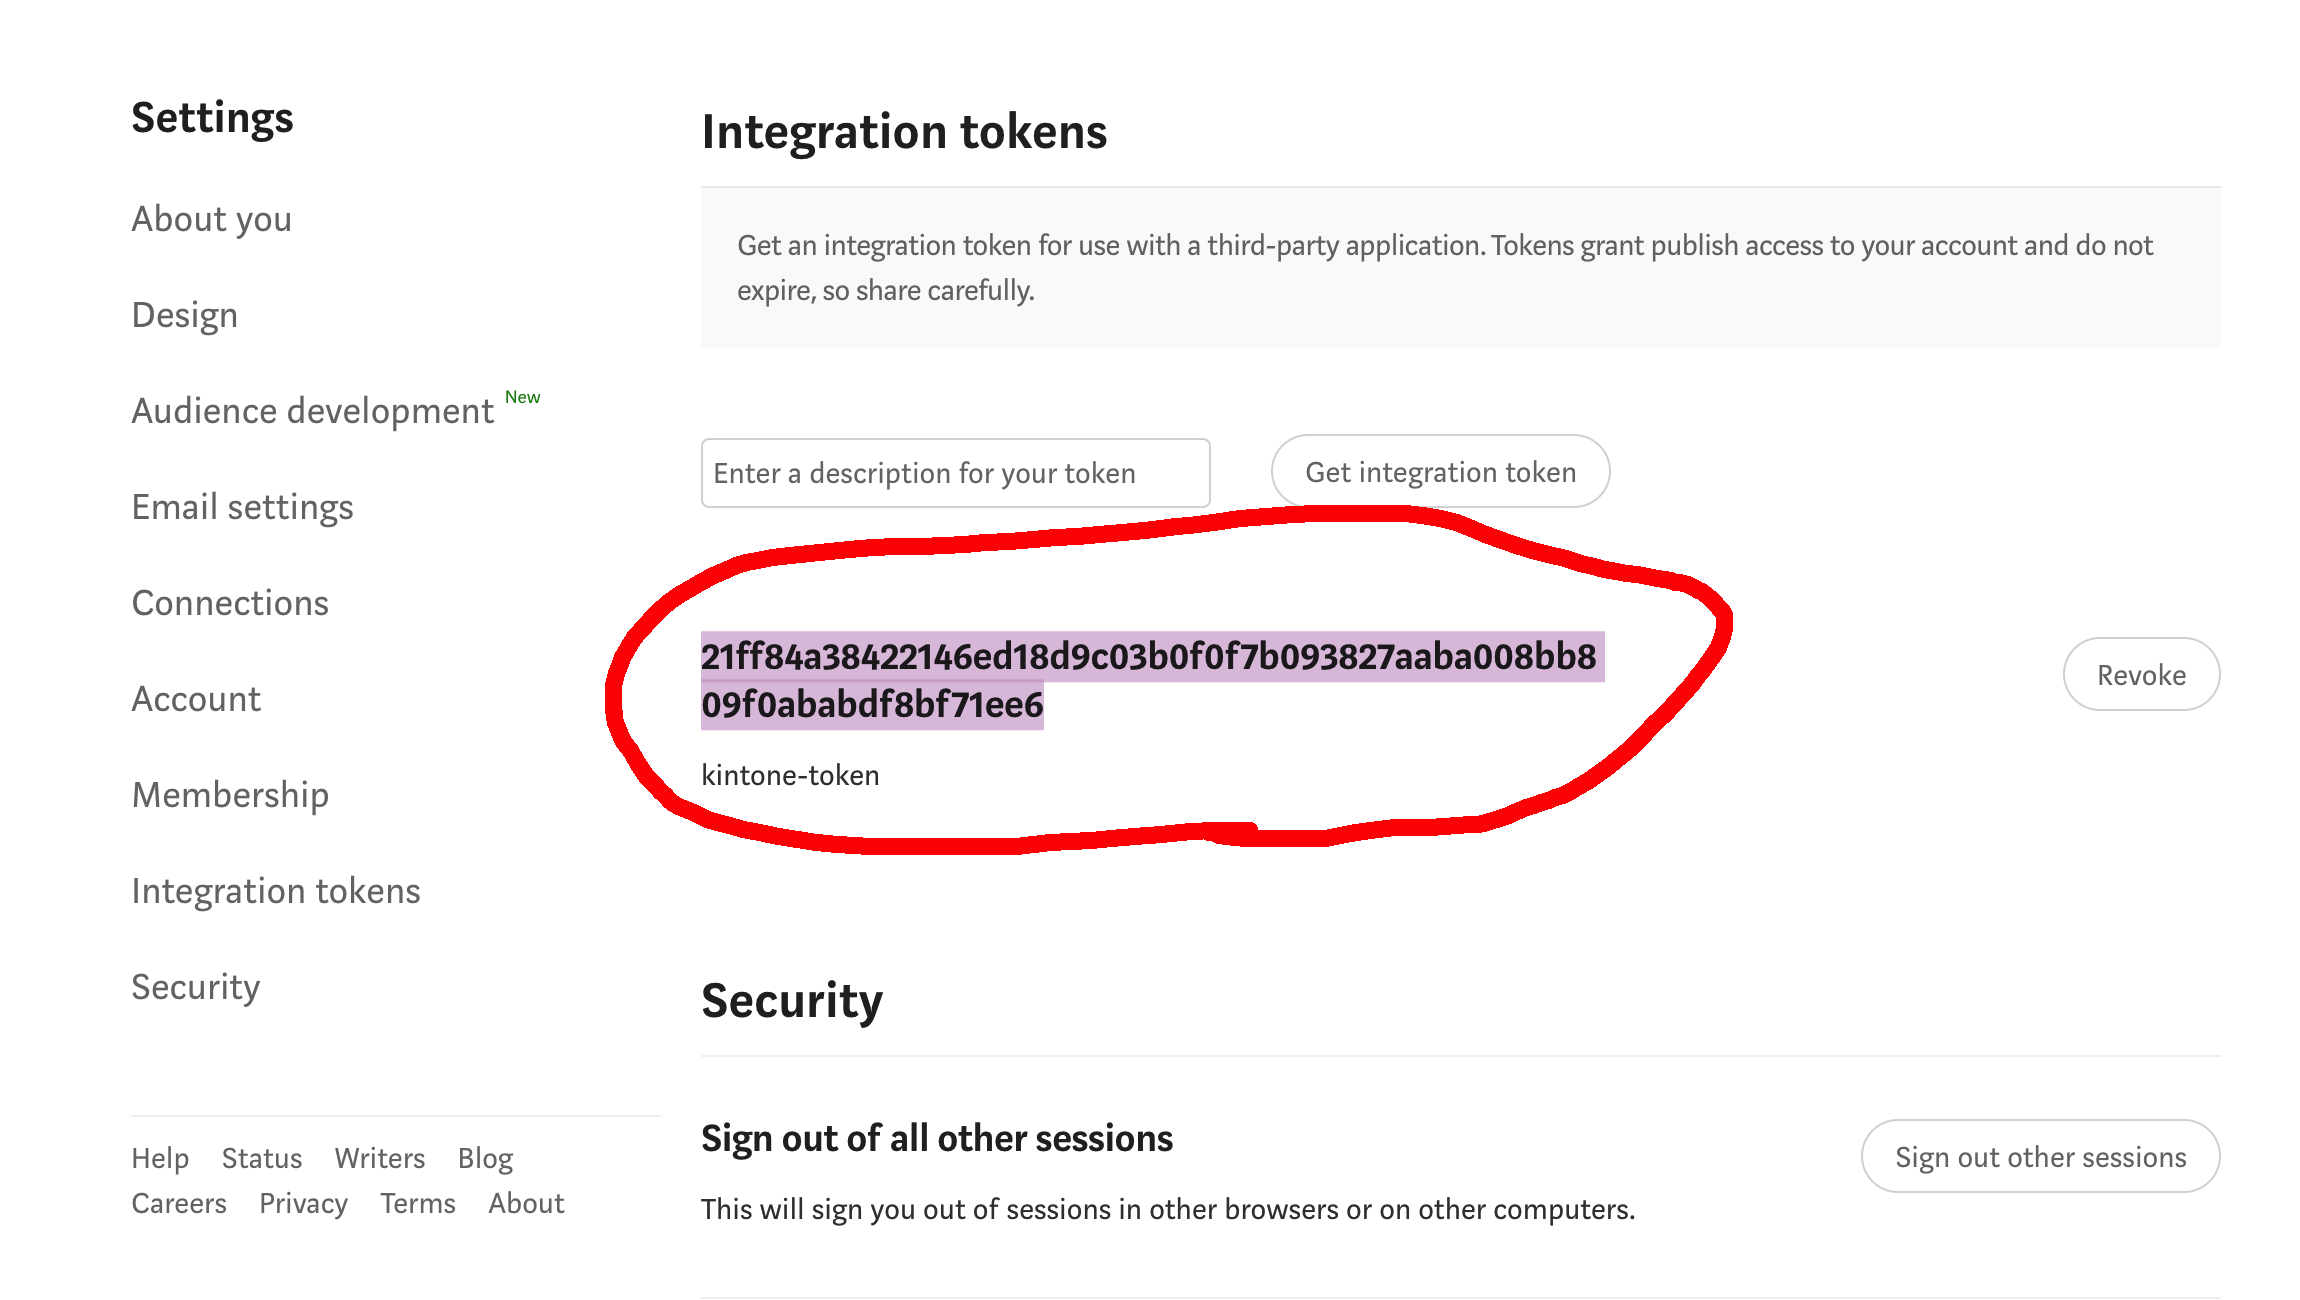 Settings
About you
Design
Audience development New
Email settings
Connections
Account
Membership
Integration tokens
Security
Help Status Writers Blog
Careers Privacy Terms About
Integration tokens
Get an integration token for use with a third-party application. Tokens grant publish access to your account and do not
expire, so share carefully.
Enter a description for your token Get integration token
21ff84a38422146ed18d9c03b0f0f7b093827aaba008bb8
09f0ababdf8bf71ee6
Revoke
kintone-token
Security
Sign out of all other sessions
Sign out other sessions
This will sign you out of sessions in other browsers or on other computers.